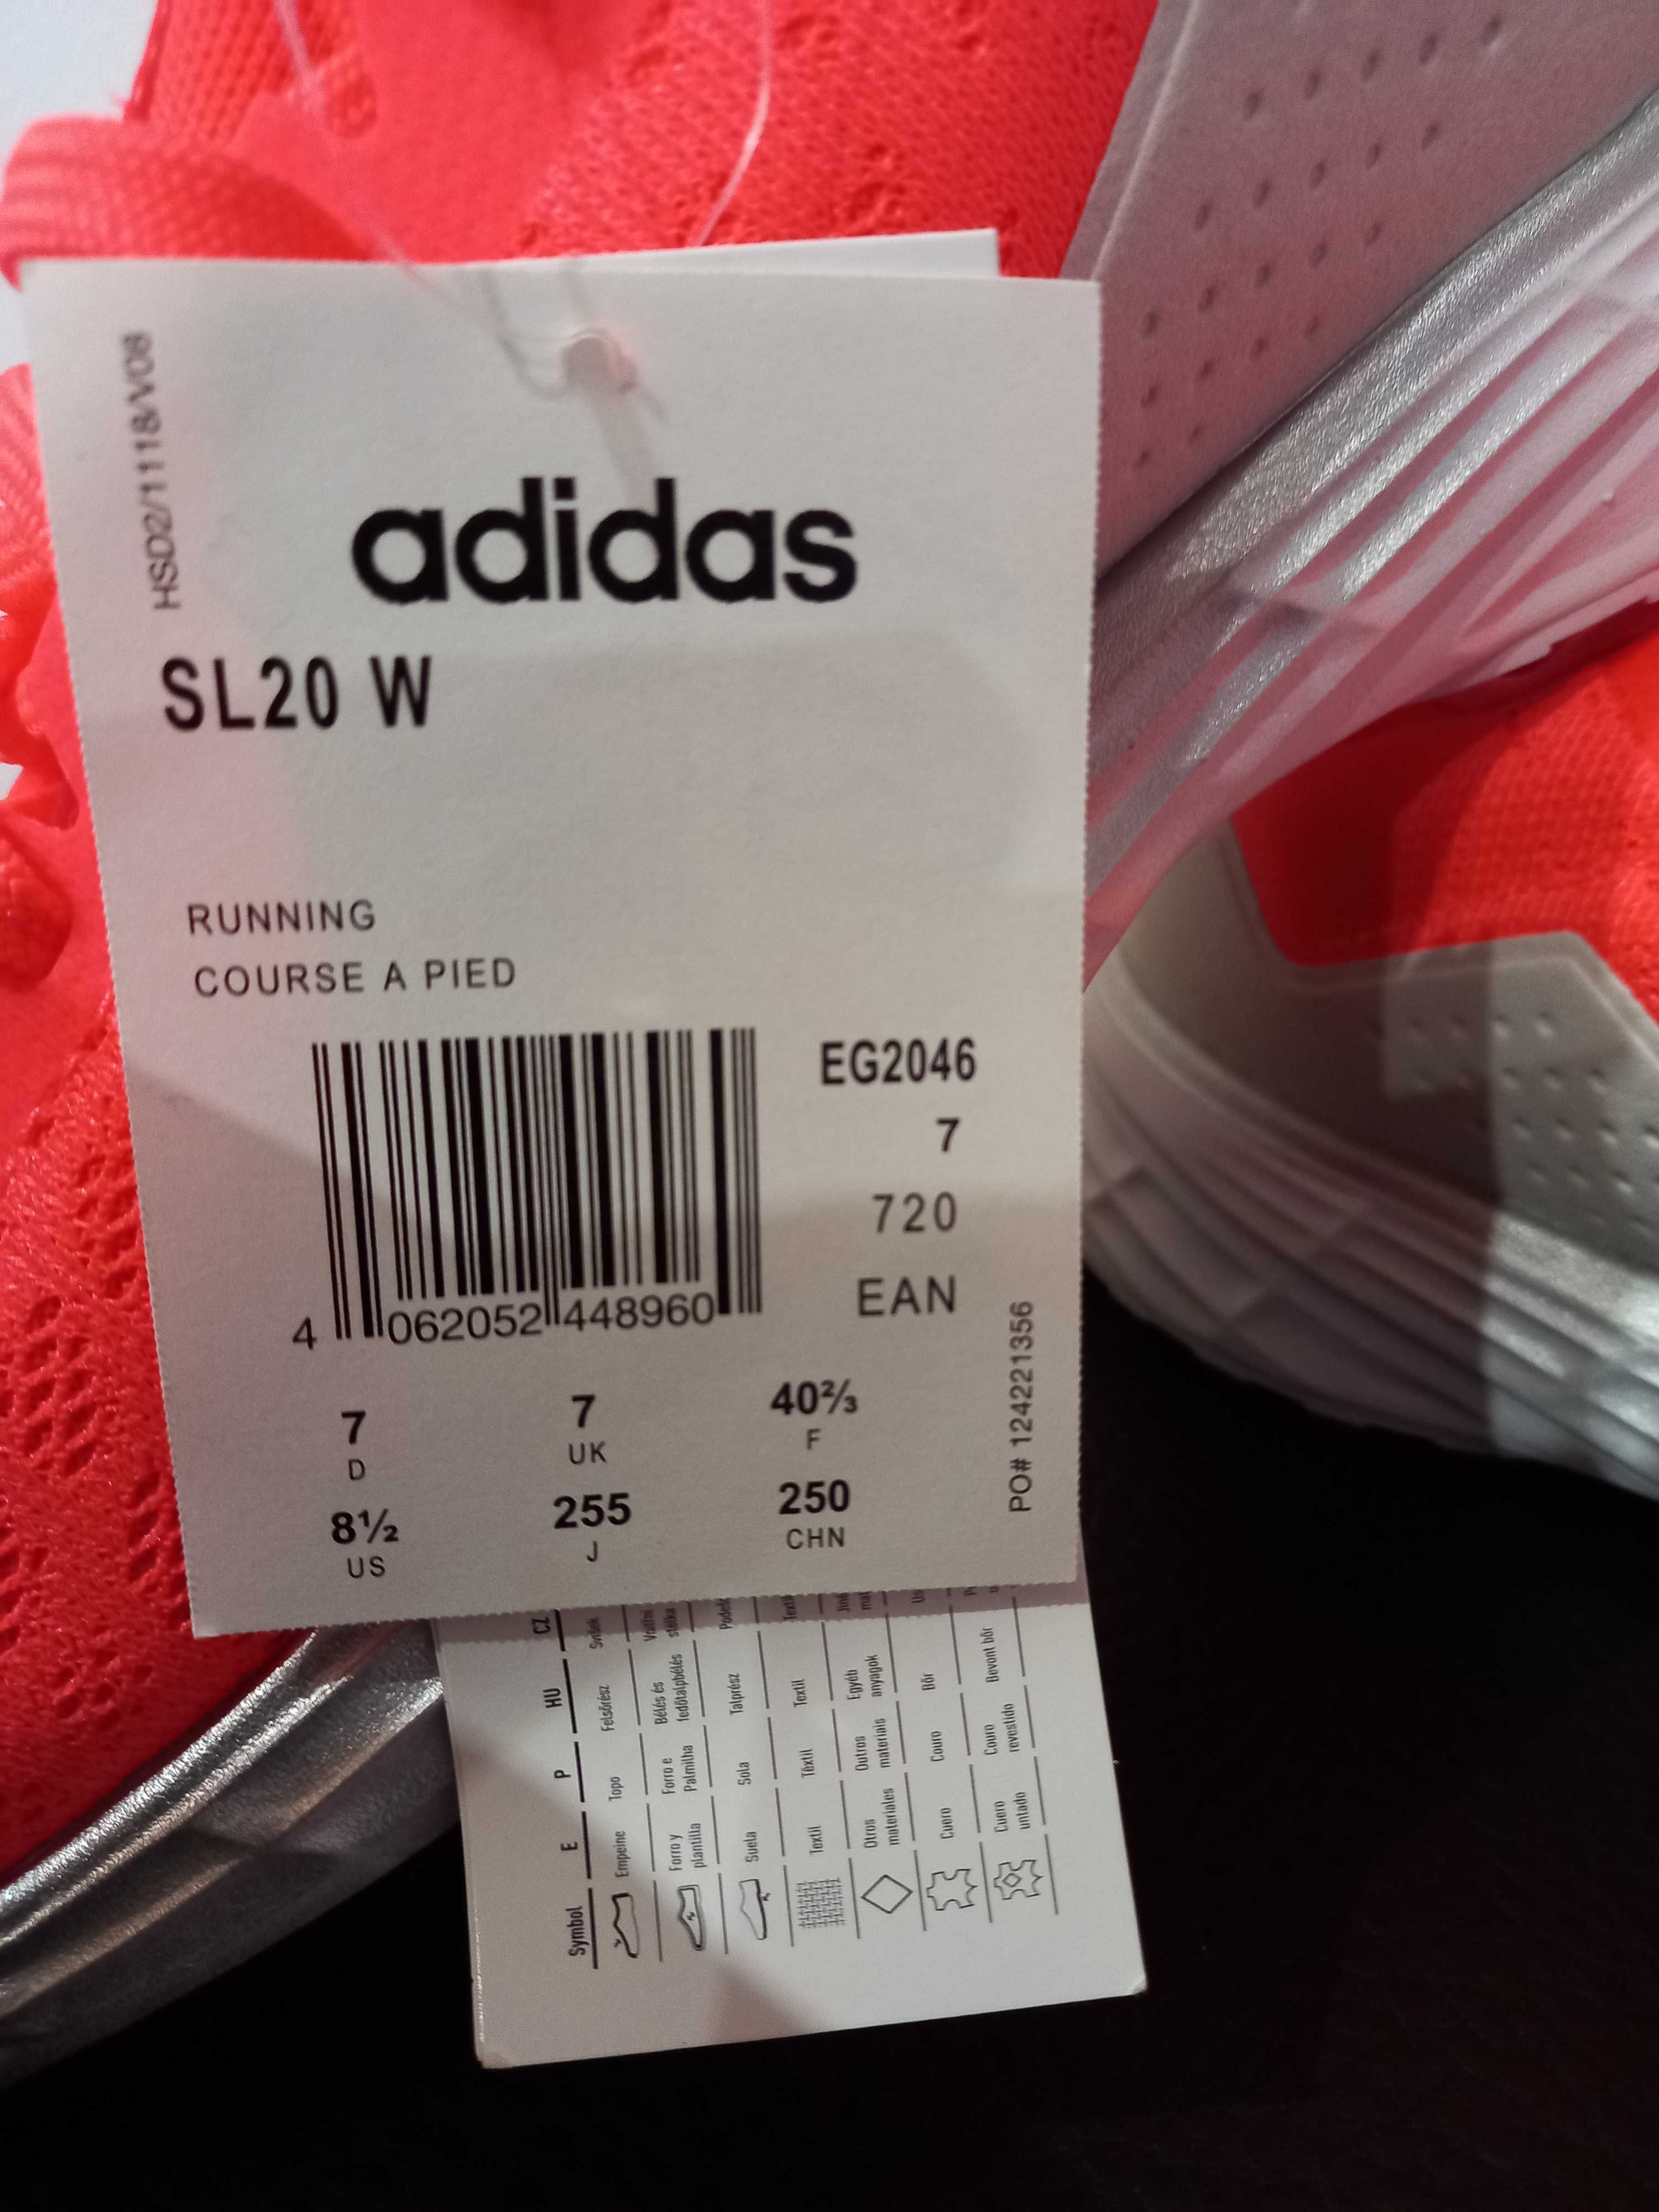 HSD2/1118/V08
adidas
SL20 W
RUNNING
COURSE A PIED
EG2046
7
720
EAN
4 062052 448960
7 7 40⅔
D UK F
8½ 255 250
US J CHN
PO# 124221356
Symbol E P HU CZ
Empeine Topo Felsőrész Svršek
Forro y plantilla Forro e Palmilha Bélés és fedőtalpbélés
Suela Sola Talprész
Textil Têxtil Textil
Otros materiales Outros materiais Egyéb anyagok
Cuero Couro Bőr
Cuero untado Couro revestido Bevont bőr